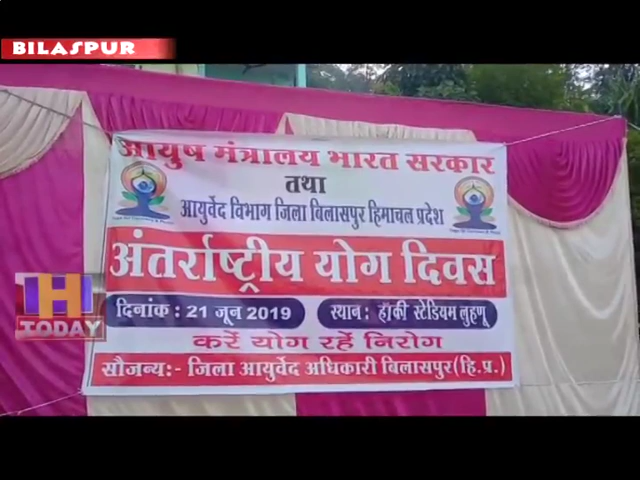 BILASPUR
आयुष मंत्रालय भारत सरकार
तथा
आयुर्वेद विभाग जिला बिलासपुर हिमाचल प्रदेश
अंतर्राष्ट्रीय योग दिवस
दिनांक : 21 जून 2019
स्थान : हॉकी स्टेडियम लुहणू
करें योग रहें निरोग
सौजन्य:- जिला आयुर्वेद अधिकारी बिलासपुर(हि.प्र.)
H
TODAY